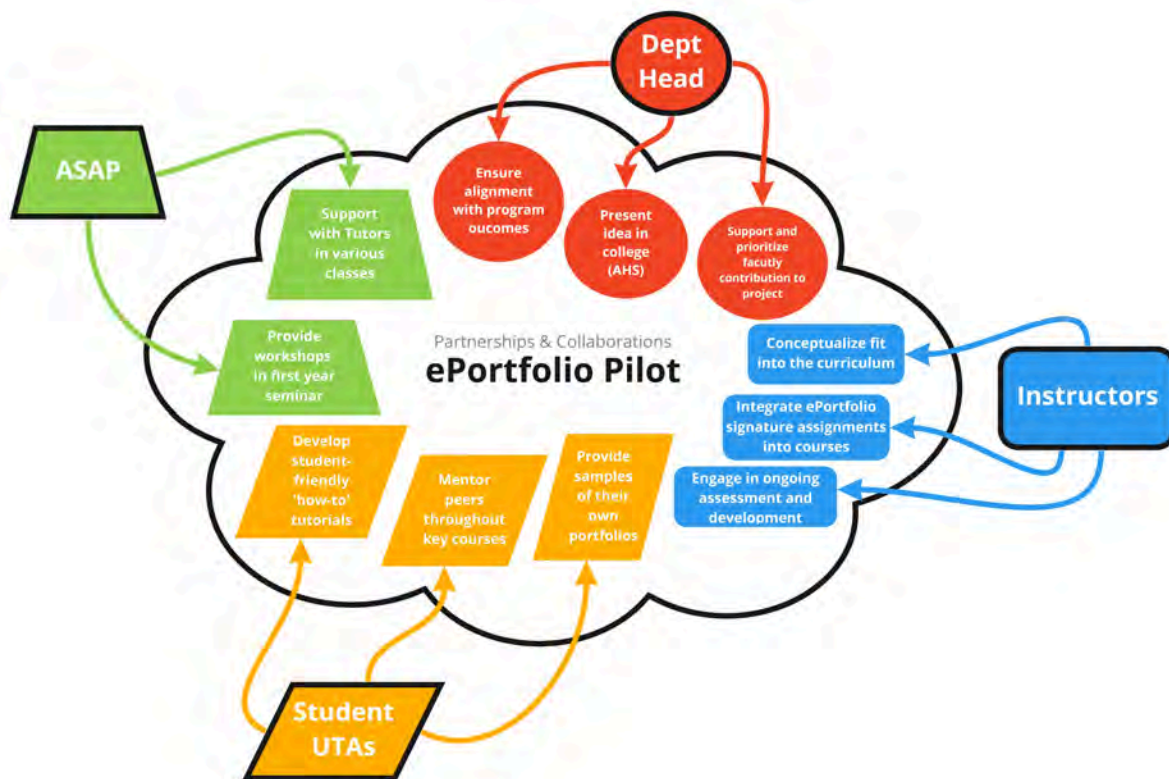 Dept
Head
ASAP
Support
with Tutors
in various
classes
Ensure
alignment
with program
oucomes
Present
idea in
college
(AHS)
Support and
prioritize
facutly
contribution to
project
Provide
workshops
in first year
seminar
Partnerships & Collaborations
ePortfolio Pilot
Conceptualize fit
into the curriculum
Integrate ePortfolio
signature assignments
into courses
Engage in ongoing
assessment and
development
Instructors
Develop
student-
friendly
'how-to'
tutorials
Mentor
peers
throughout
key courses
Provide
samples
of their
own
portfolios
Student
UTAs